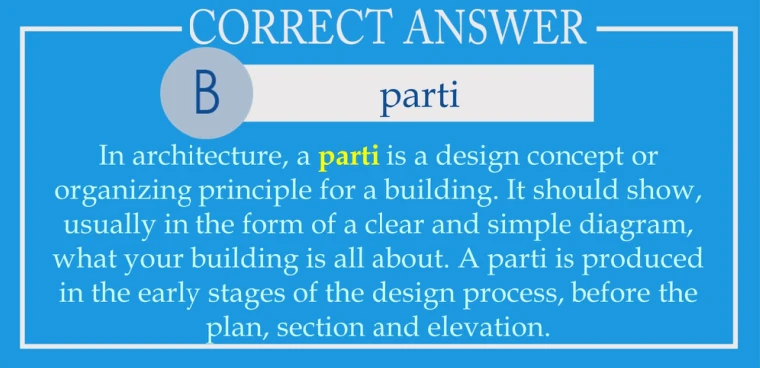 CORRECT ANSWER
B
parti
In architecture, a parti is a design concept or
organizing principle for a building. It should show,
usually in the form of a clear and simple diagram,
what your building is all about. A parti is produced
in the early stages of the design process, before the
plan, section and elevation.